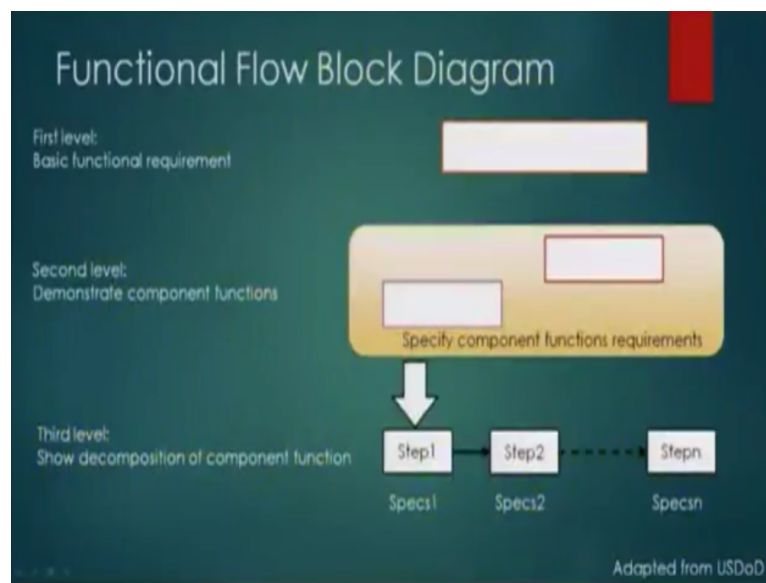 Functional Flow Block Diagram
First level:
Basic functional requirement
Second level:
Demonstrate component functions
Specify component functions requirements
Third level:
Show decomposition of component function
Step1
Step2
Stepn
Specs1
Specs2
Specsn
Adapted from USDoD